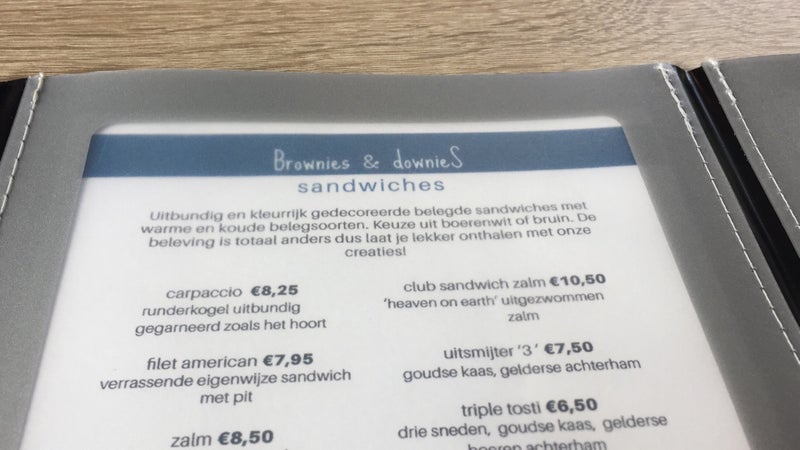 Brownies & downieS
sandwiches
Uitbundig en kleurrijk gedecoreerde belegde sandwiches met
warme en koude belegsoorten. Keuze uit boerenwit of bruin. De
beleving is totaal anders dus laat je lekker onthalen met onze
creaties!
carpaccio €8,25
runderkogel uitbundig
gegarneerd zoals het hoort
filet american €7,95
verrassende eigenwijze sandwich
met pit
zalm €8,50
club sandwich zalm €10,50
'heaven on earth' uitgezwommen
zalm
uitsmijter '3' €7,50
goudse kaas, gelderse achterham
triple tosti €6,50
drie sneden, goudse kaas, gelderse
boeren achterham